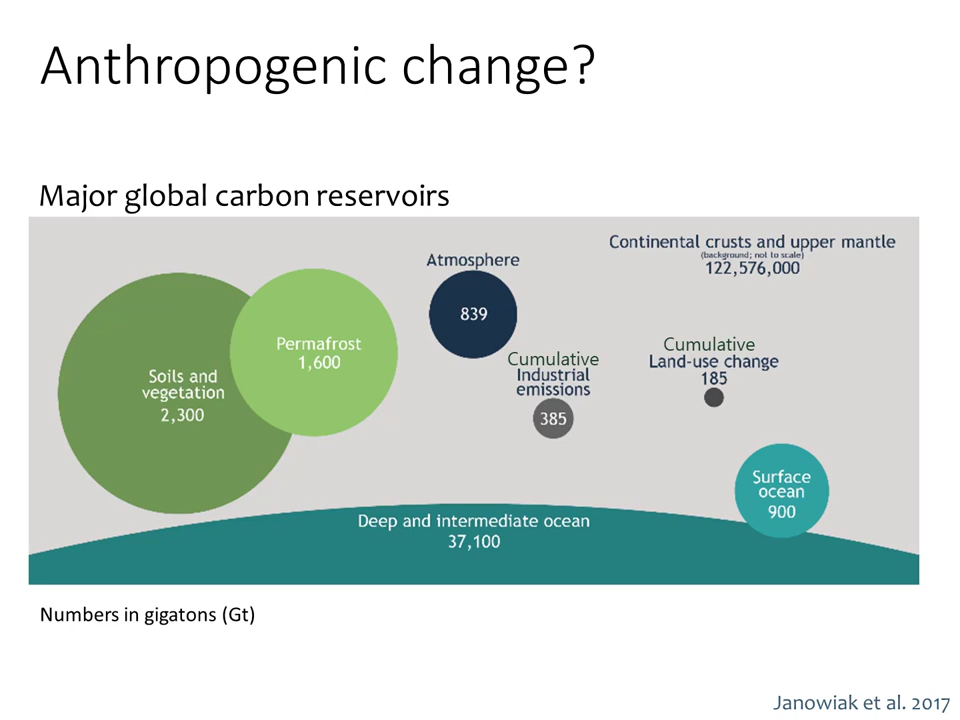 Anthropogenic change?
Major global carbon reservoirs
Continental crusts and upper mantle
(background; not to scale)
122,576,000
Atmosphere
839
Permafrost
1,600
Soils and
vegetation
2,300
Cumulative
Industrial
emissions
385
Cumulative
Land-use change
185
Surface
ocean
900
Deep and intermediate ocean
37,100
Numbers in gigatons (Gt)
Janowiak et al. 2017